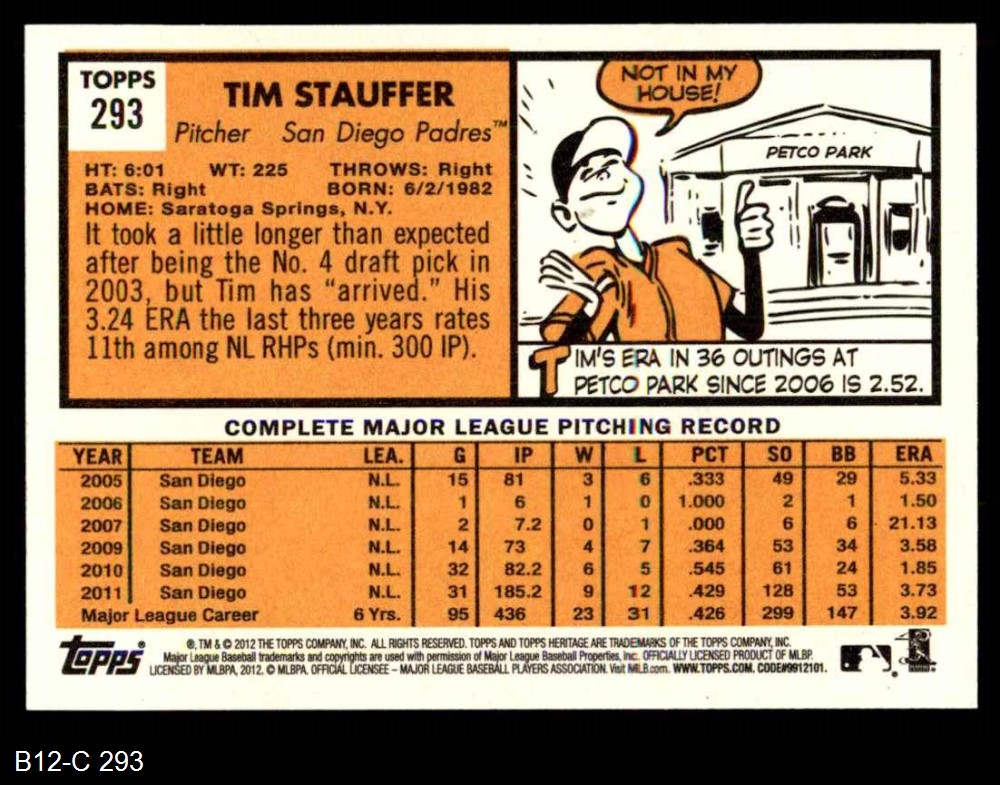 TOPPS
293
TIM STAUFFER
Pitcher San Diego Padres™
HT: 6:01 WT: 225 THROWS: Right
BATS: Right BORN: 6/2/1982
HOME: Saratoga Springs, N.Y.
It took a little longer than expected
after being the No. 4 draft pick in
2003, but Tim has “arrived.” His
3.24 ERA the last three years rates
11th among NL RHPs (min. 300 IP).
NOT IN MY
HOUSE!
PETCO PARK
TIM'S ERA IN 36 OUTINGS AT
PETCO PARK SINCE 2006 IS 2.52.
COMPLETE MAJOR LEAGUE PITCHING RECORD
YEAR TEAM LEA. G IP W L PCT SO BB ERA
2005 San Diego N.L. 15 81 3 6 .333 49 29 5.33
2006 San Diego N.L. 1 6 1 0 1.000 2 1 1.50
2007 San Diego N.L. 2 7.2 0 1 .000 6 6 21.13
2009 San Diego N.L. 14 73 4 7 .364 53 34 3.58
2010 San Diego N.L. 32 82.2 6 5 .545 61 24 1.85
2011 San Diego N.L. 31 185.2 9 12 .429 128 53 3.73
Major League Career 6 Yrs. 95 436 23 31 .426 299 147 3.92
Topps®
®, TM & © 2012 THE TOPPS COMPANY, INC. ALL RIGHTS RESERVED. TOPPS AND TOPPS HERITAGE ARE TRADEMARKS OF THE TOPPS COMPANY, INC.
Major League Baseball trademarks and copyrights are used with permission of Major League Baseball Properties, Inc. OFFICIALLY LICENSED PRODUCT OF MLBP.
LICENSED BY MLBPA, 2012. © MLBPA. OFFICIAL LICENSEE – MAJOR LEAGUE BASEBALL PLAYERS ASSOCIATION. Visit MLB.com. WWW.TOPPS.COM. CODE#9912101.
B12-C 293